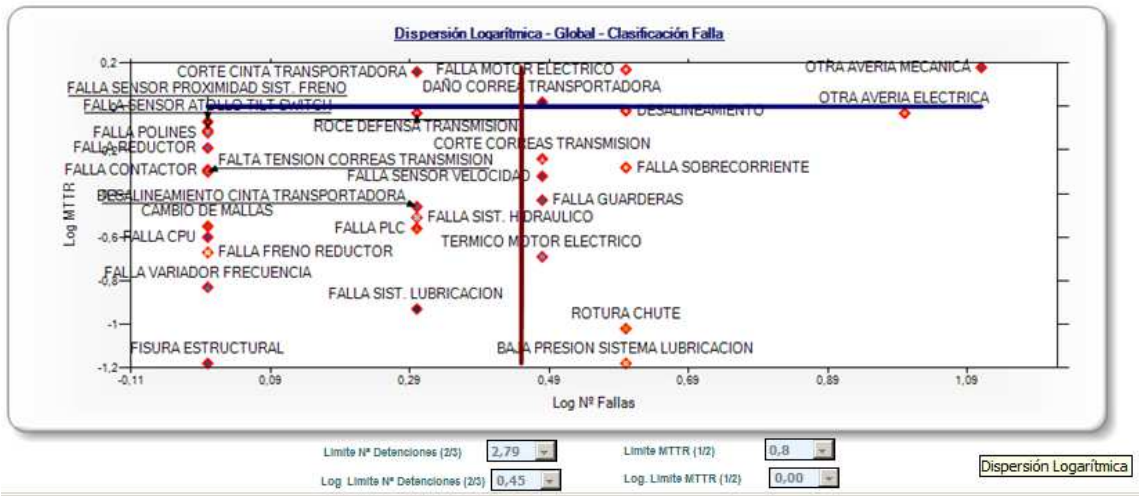 Dispersión Logarítmica - Global - Clasificación Falla
0,2
CORTE CINTA TRANSPORTADORA
FALLA MOTOR ELECTRICO
OTRA AVERIA MECANICA
FALLA SENSOR PROXIMIDAD SIST. FRENO
DAÑO CORREA TRANSPORTADORA
OTRA AVERIA ELECTRICA
FALLA SENSOR ATOLLO TILT SWITCH
DESALINEAMIENTO
ROCE DEFENSA TRANSMISION
FALLA POLINES
CORTE CORREAS TRANSMISION
FALLA REDUCTOR
FALTA TENSION CORREAS TRANSMISION
FALLA SOBRECORRIENTE
FALLA CONTACTOR
FALLA SENSOR VELOCIDAD
DESALINEAMIENTO CINTA TRANSPORTADORA
FALLA GUARDERAS
CAMBIO DE MALLAS
FALLA SIST. HIDRAULICO
FALLA PLC
-0,6
FALLA CPU
TERMICO MOTOR ELECTRICO
FALLA FRENO REDUCTOR
FALLA VARIADOR FRECUENCIA
-0,8
FALLA SIST. LUBRICACION
ROTURA CHUTE
-1
FISURA ESTRUCTURAL
BAJA PRESION SISTEMA LUBRICACION
-1,2
Log MTTR
-0,11 0,09 0,29 0,49 0,69 0,89 1,09
Log Nº Fallas
Limite Nº Detenciones (2/3) 2,79 Limite MTTR (1/2) 0,8
Log. Limite Nº Detenciones (2/3) 0,45 Log. Limite MTTR (1/2) 0,00
Dispersión Logarítmica